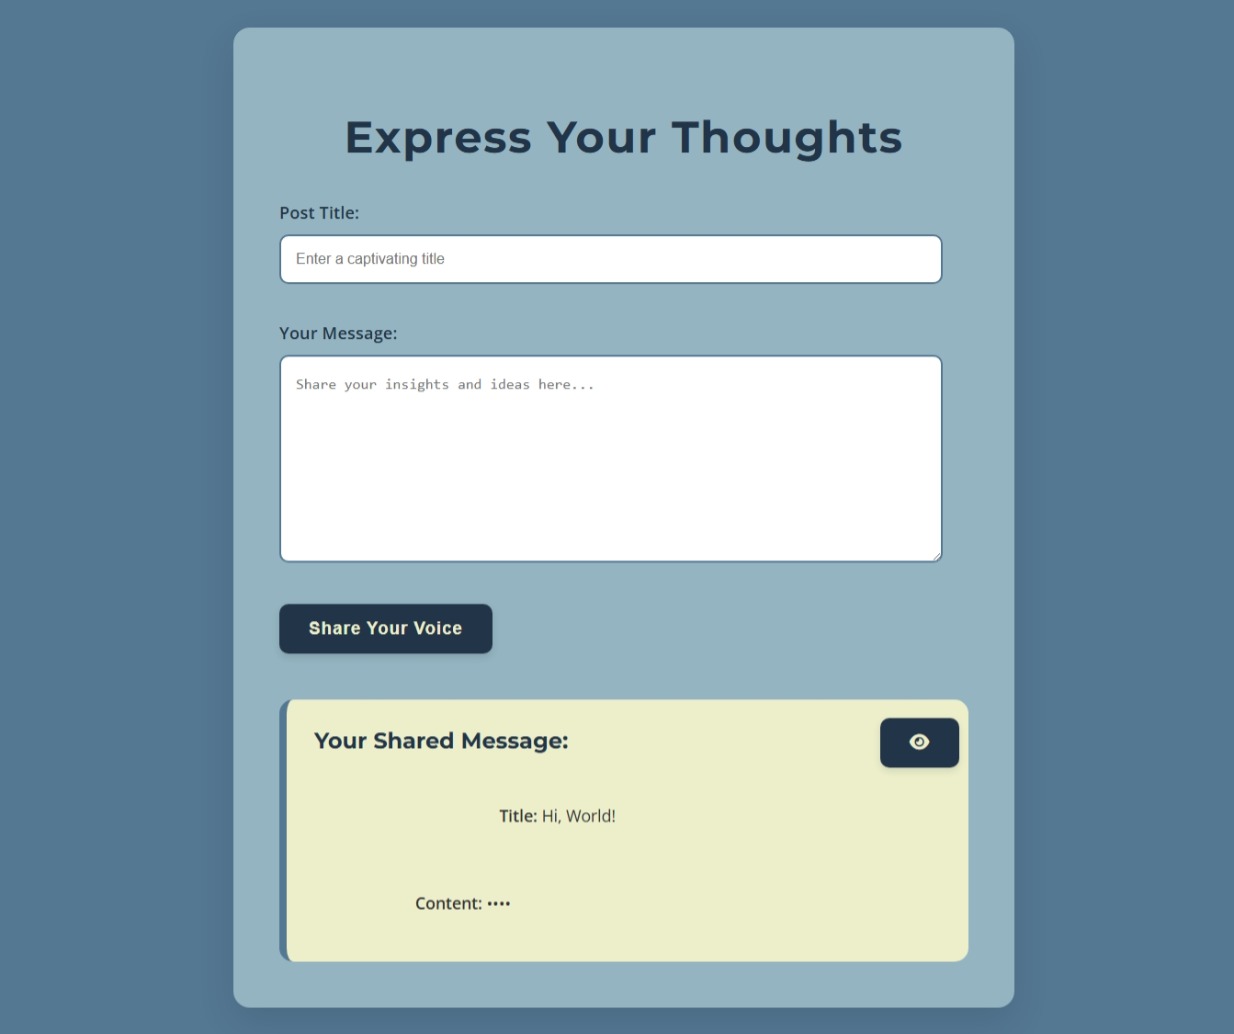 Express Your Thoughts
Post Title:
Enter a captivating title
Your Message:
Share your insights and ideas here...
Share Your Voice
Your Shared Message:
Title: Hi, World!
Content: ••••